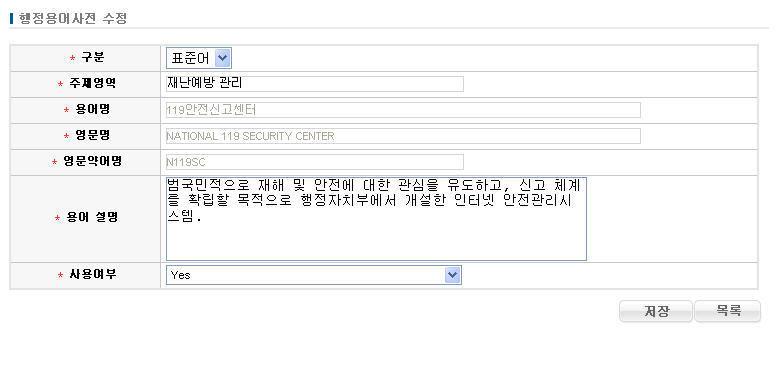 행정용어사전 수정
* 구분 표준어
* 주제영역 재난예방 관리
* 용어명 119안전신고센터
* 영문명 NATIONAL 119 SECURITY CENTER
* 영문약어명 N119SC
범국민적으로 재해 및 안전에 대한 관심을 유도하고, 신고 체계
* 용어 설명 를 확립할 목적으로 행정자치부에서 개설한 인터넷 안전관리시
스템.
* 사용여부 Yes
저장 목록